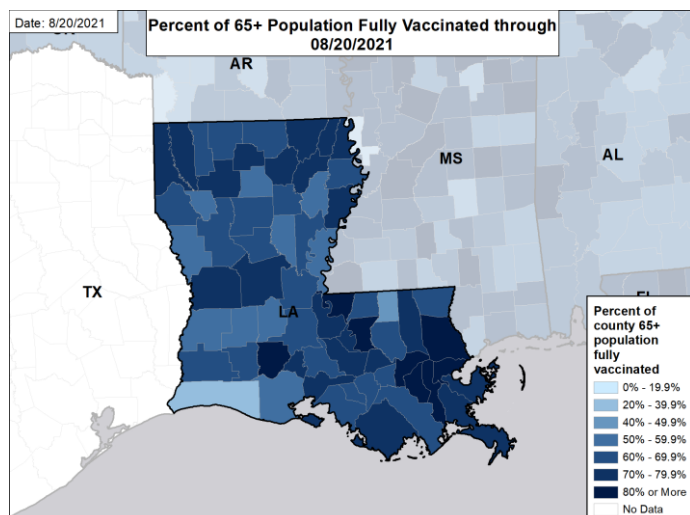 Date: 8/20/2021
Percent of 65+ Population Fully Vaccinated through
08/20/2021
AR
MS
AL
TX
LA
Percent of
county 65+
population
fully
vaccinated
0% - 19.9%
20% - 39.9%
40% - 49.9%
50% - 59.9%
60% - 69.9%
70% - 79.9%
80% or More
No Data